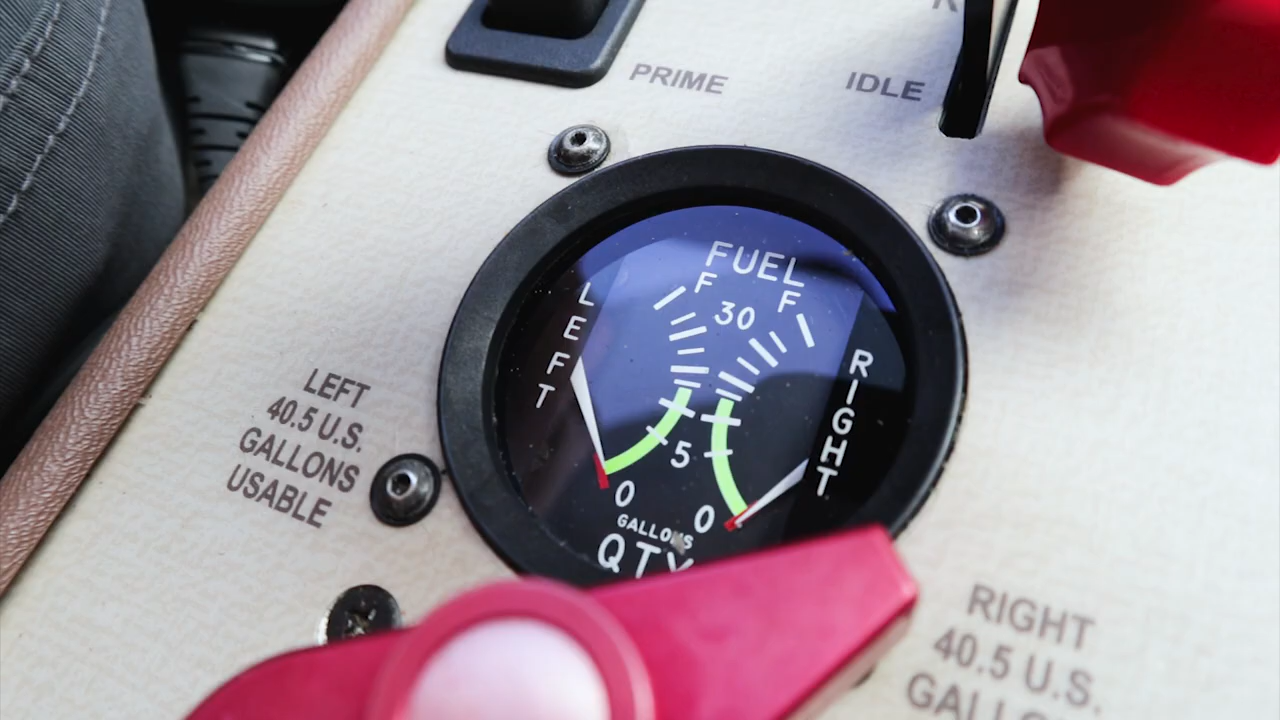 PRIME
IDLE
FUEL
F
F
30
LEFT
RIGHT
5
0
0
GALLONS
QTY
LEFT
40.5 U.S.
GALLONS
USABLE
RIGHT
40.5 U.S.